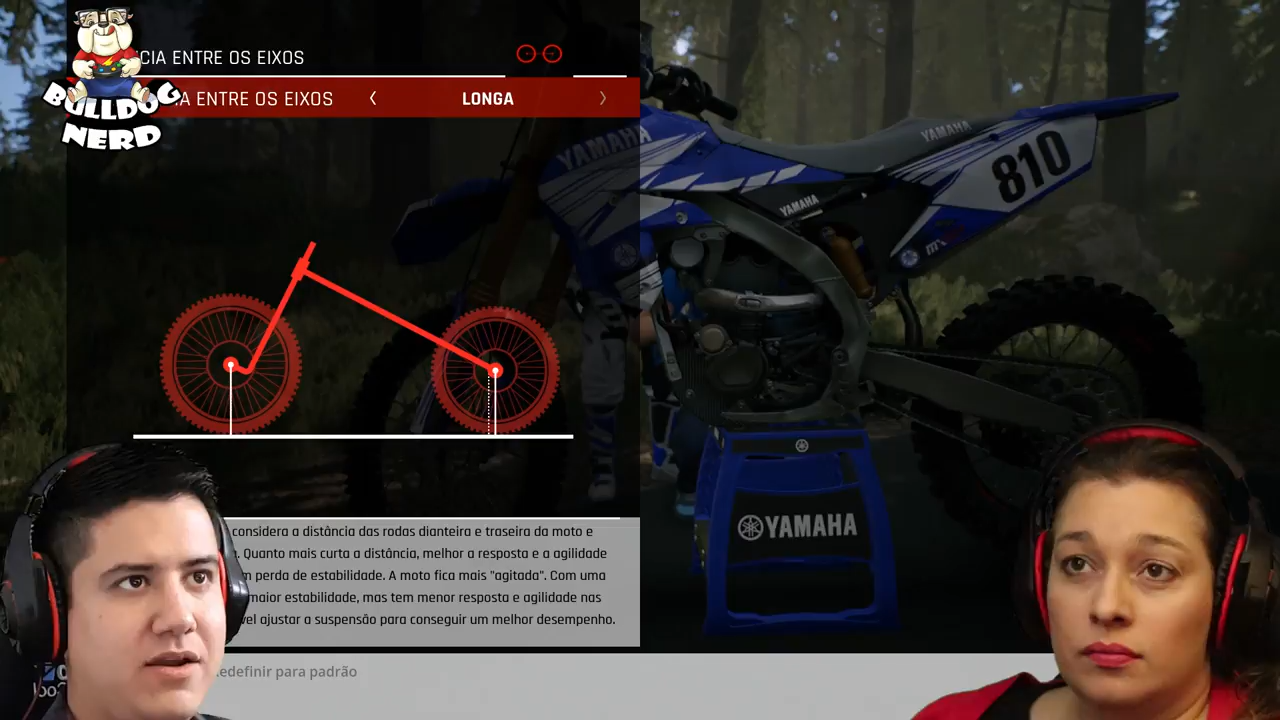 CIA ENTRE OS EIXOS
A ENTRE OS EIXOS
LONGA
BULLDOG
NERD
YAMAHA
YAMAHA
YAMAHA
810
YAMAHA
considera a distância das rodas dianteira e traseira da moto e
. Quanto mais curta a distância, melhor a resposta e a agilidade
m perda de estabilidade. A moto fica mais "agitada". Com uma
maior estabilidade, mas tem menor resposta e agilidade nas
vel ajustar a suspensão para conseguir um melhor desempenho.
edefinir para padrão